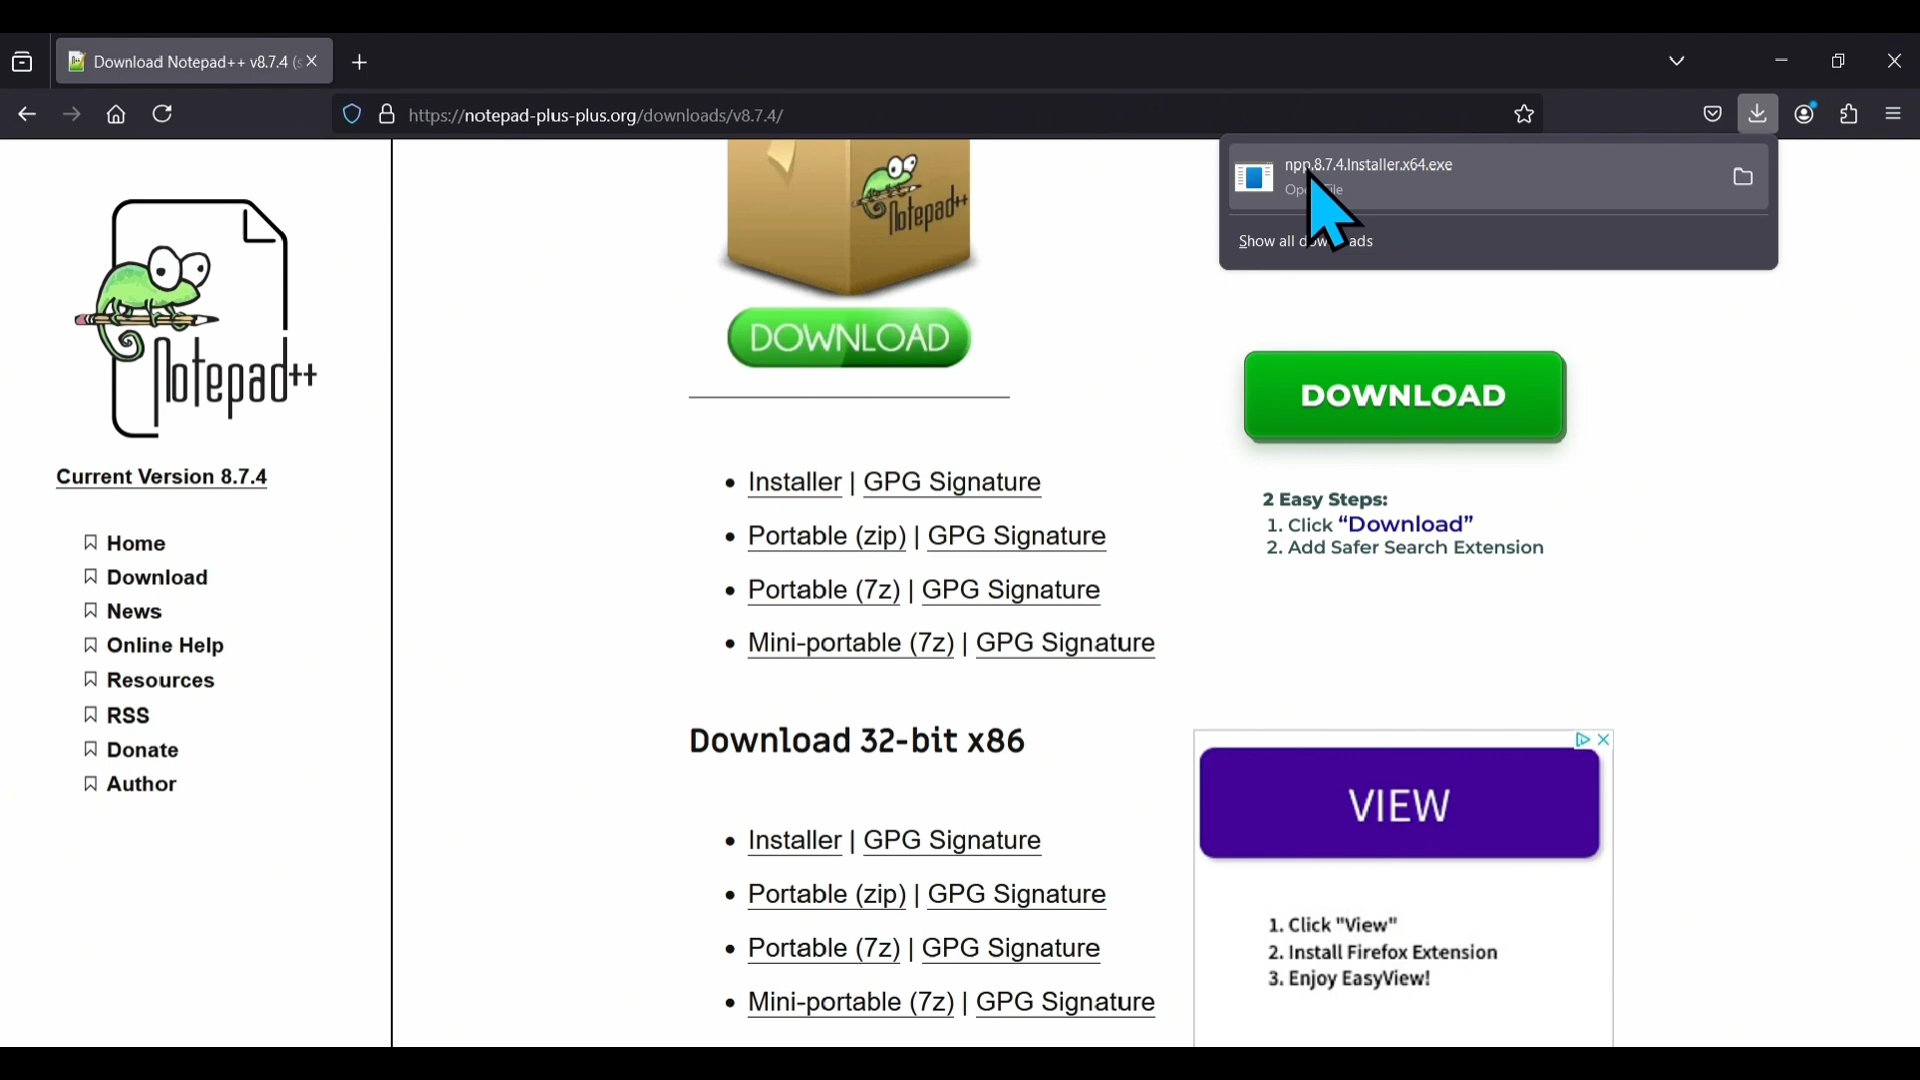 Download Notepad++ v8.7.4 (s
https://notepad-plus-plus.org/downloads/v8.7.4/
npp.8.7.4.Installer.x64.exe
Show all
Notepad++
Notepad++
DOWNLOAD
Current Version 8.7.4
Home
Download
News
Online Help
Resources
RSS
Donate
Author
Installer | GPG Signature
Portable (zip) | GPG Signature
Portable (7z) | GPG Signature
Mini-portable (7z) | GPG Signature
Download 32-bit x86
Installer | GPG Signature
Portable (zip) | GPG Signature
Portable (7z) | GPG Signature
Mini-portable (7z) | GPG Signature
DOWNLOAD
2 Easy Steps:
1. Click “Download”
2. Add Safer Search Extension
VIEW
1. Click "View"
2. Install Firefox Extension
3. Enjoy EasyView!